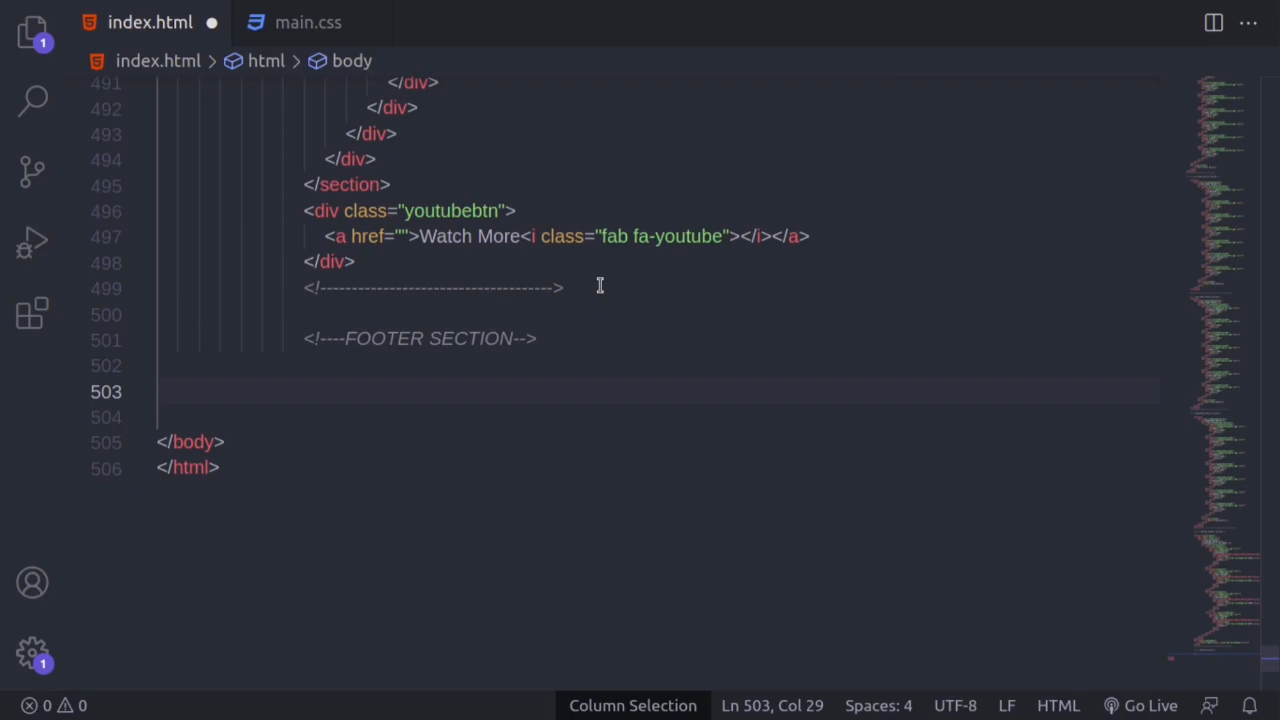 index.html
main.css
index.html > html > body
491 </div>
492 </div>
493 </div>
494 </div>
495 </section>
496 <div class="youtubebtn">
497 <a href="">Watch More<i class="fab fa-youtube"></i></a>
498 </div>
499 <!------------------------------------->
500
501 <!----FOOTER SECTION-->
502
503
504
505 </body>
506 </html>
1
1
0 0 Column Selection Ln 503, Col 29 Spaces: 4 UTF-8 LF HTML Go Live